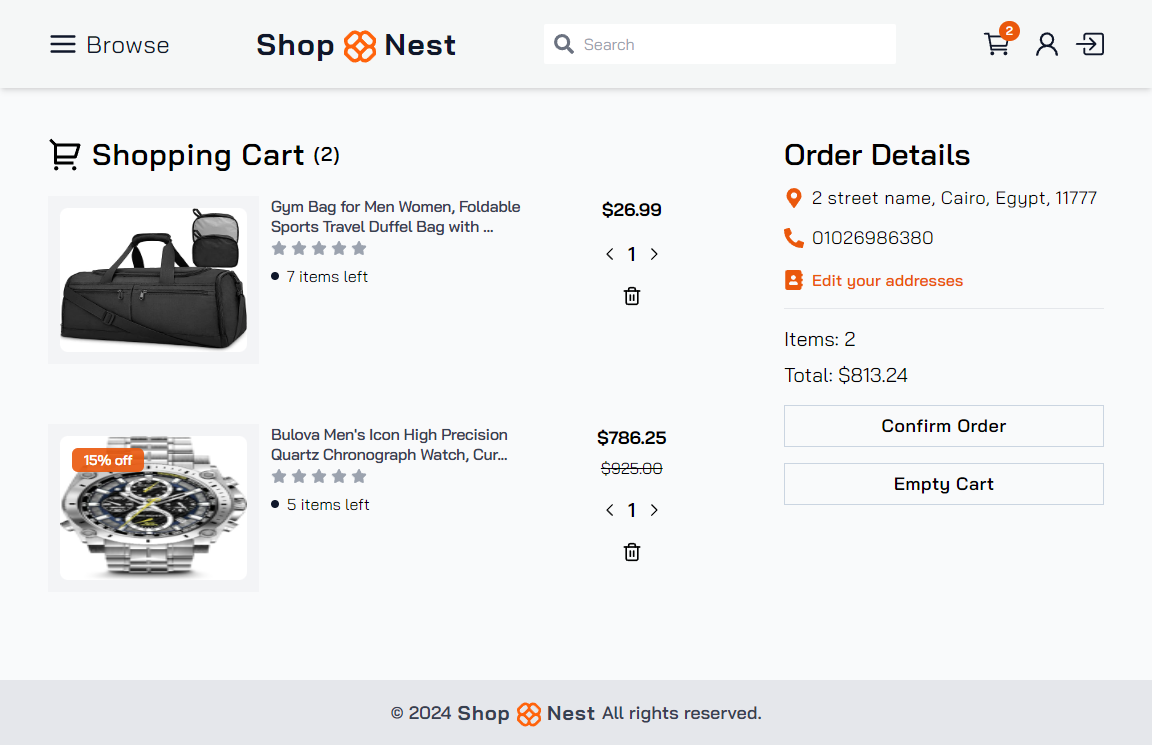 Browse
Shop Nest
Search
2
Shopping Cart (2)
Gym Bag for Men Women, Foldable
Sports Travel Duffel Bag with ...
7 items left
$26.99
1
15% off
Bulova Men's Icon High Precision
Quartz Chronograph Watch, Cur...
5 items left
$786.25
$925.00
1
Order Details
2 street name, Cairo, Egypt, 11777
01026986380
Edit your addresses
Items: 2
Total: $813.24
Confirm Order
Empty Cart
© 2024 Shop Nest All rights reserved.